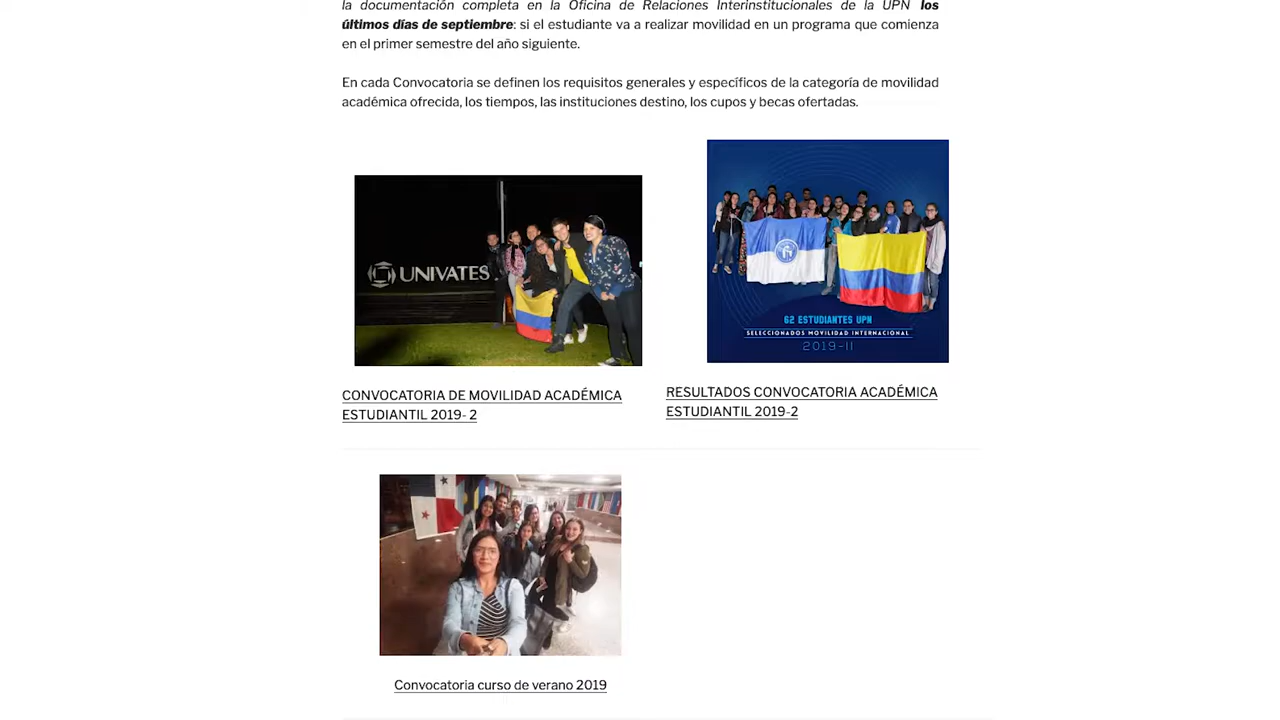 la documentación completa en la Oficina de Relaciones Interinstitucionales de la UPN los
últimos días de septiembre: si el estudiante va a realizar movilidad en un programa que comienza
en el primer semestre del año siguiente.
En cada Convocatoria se definen los requisitos generales y específicos de la categoría de movilidad
académica ofrecida, los tiempos, las instituciones destino, los cupos y becas ofertadas.
UNIVATES
62 ESTUDIANTES UPN
SELECCIONADOS MOVILIDAD INTERNACIONAL
2019-II
CONVOCATORIA DE MOVILIDAD ACADÉMICA
ESTUDIANTIL 2019- 2
RESULTADOS CONVOCATORIA ACADÉMICA
ESTUDIANTIL 2019-2
Convocatoria curso de verano 2019